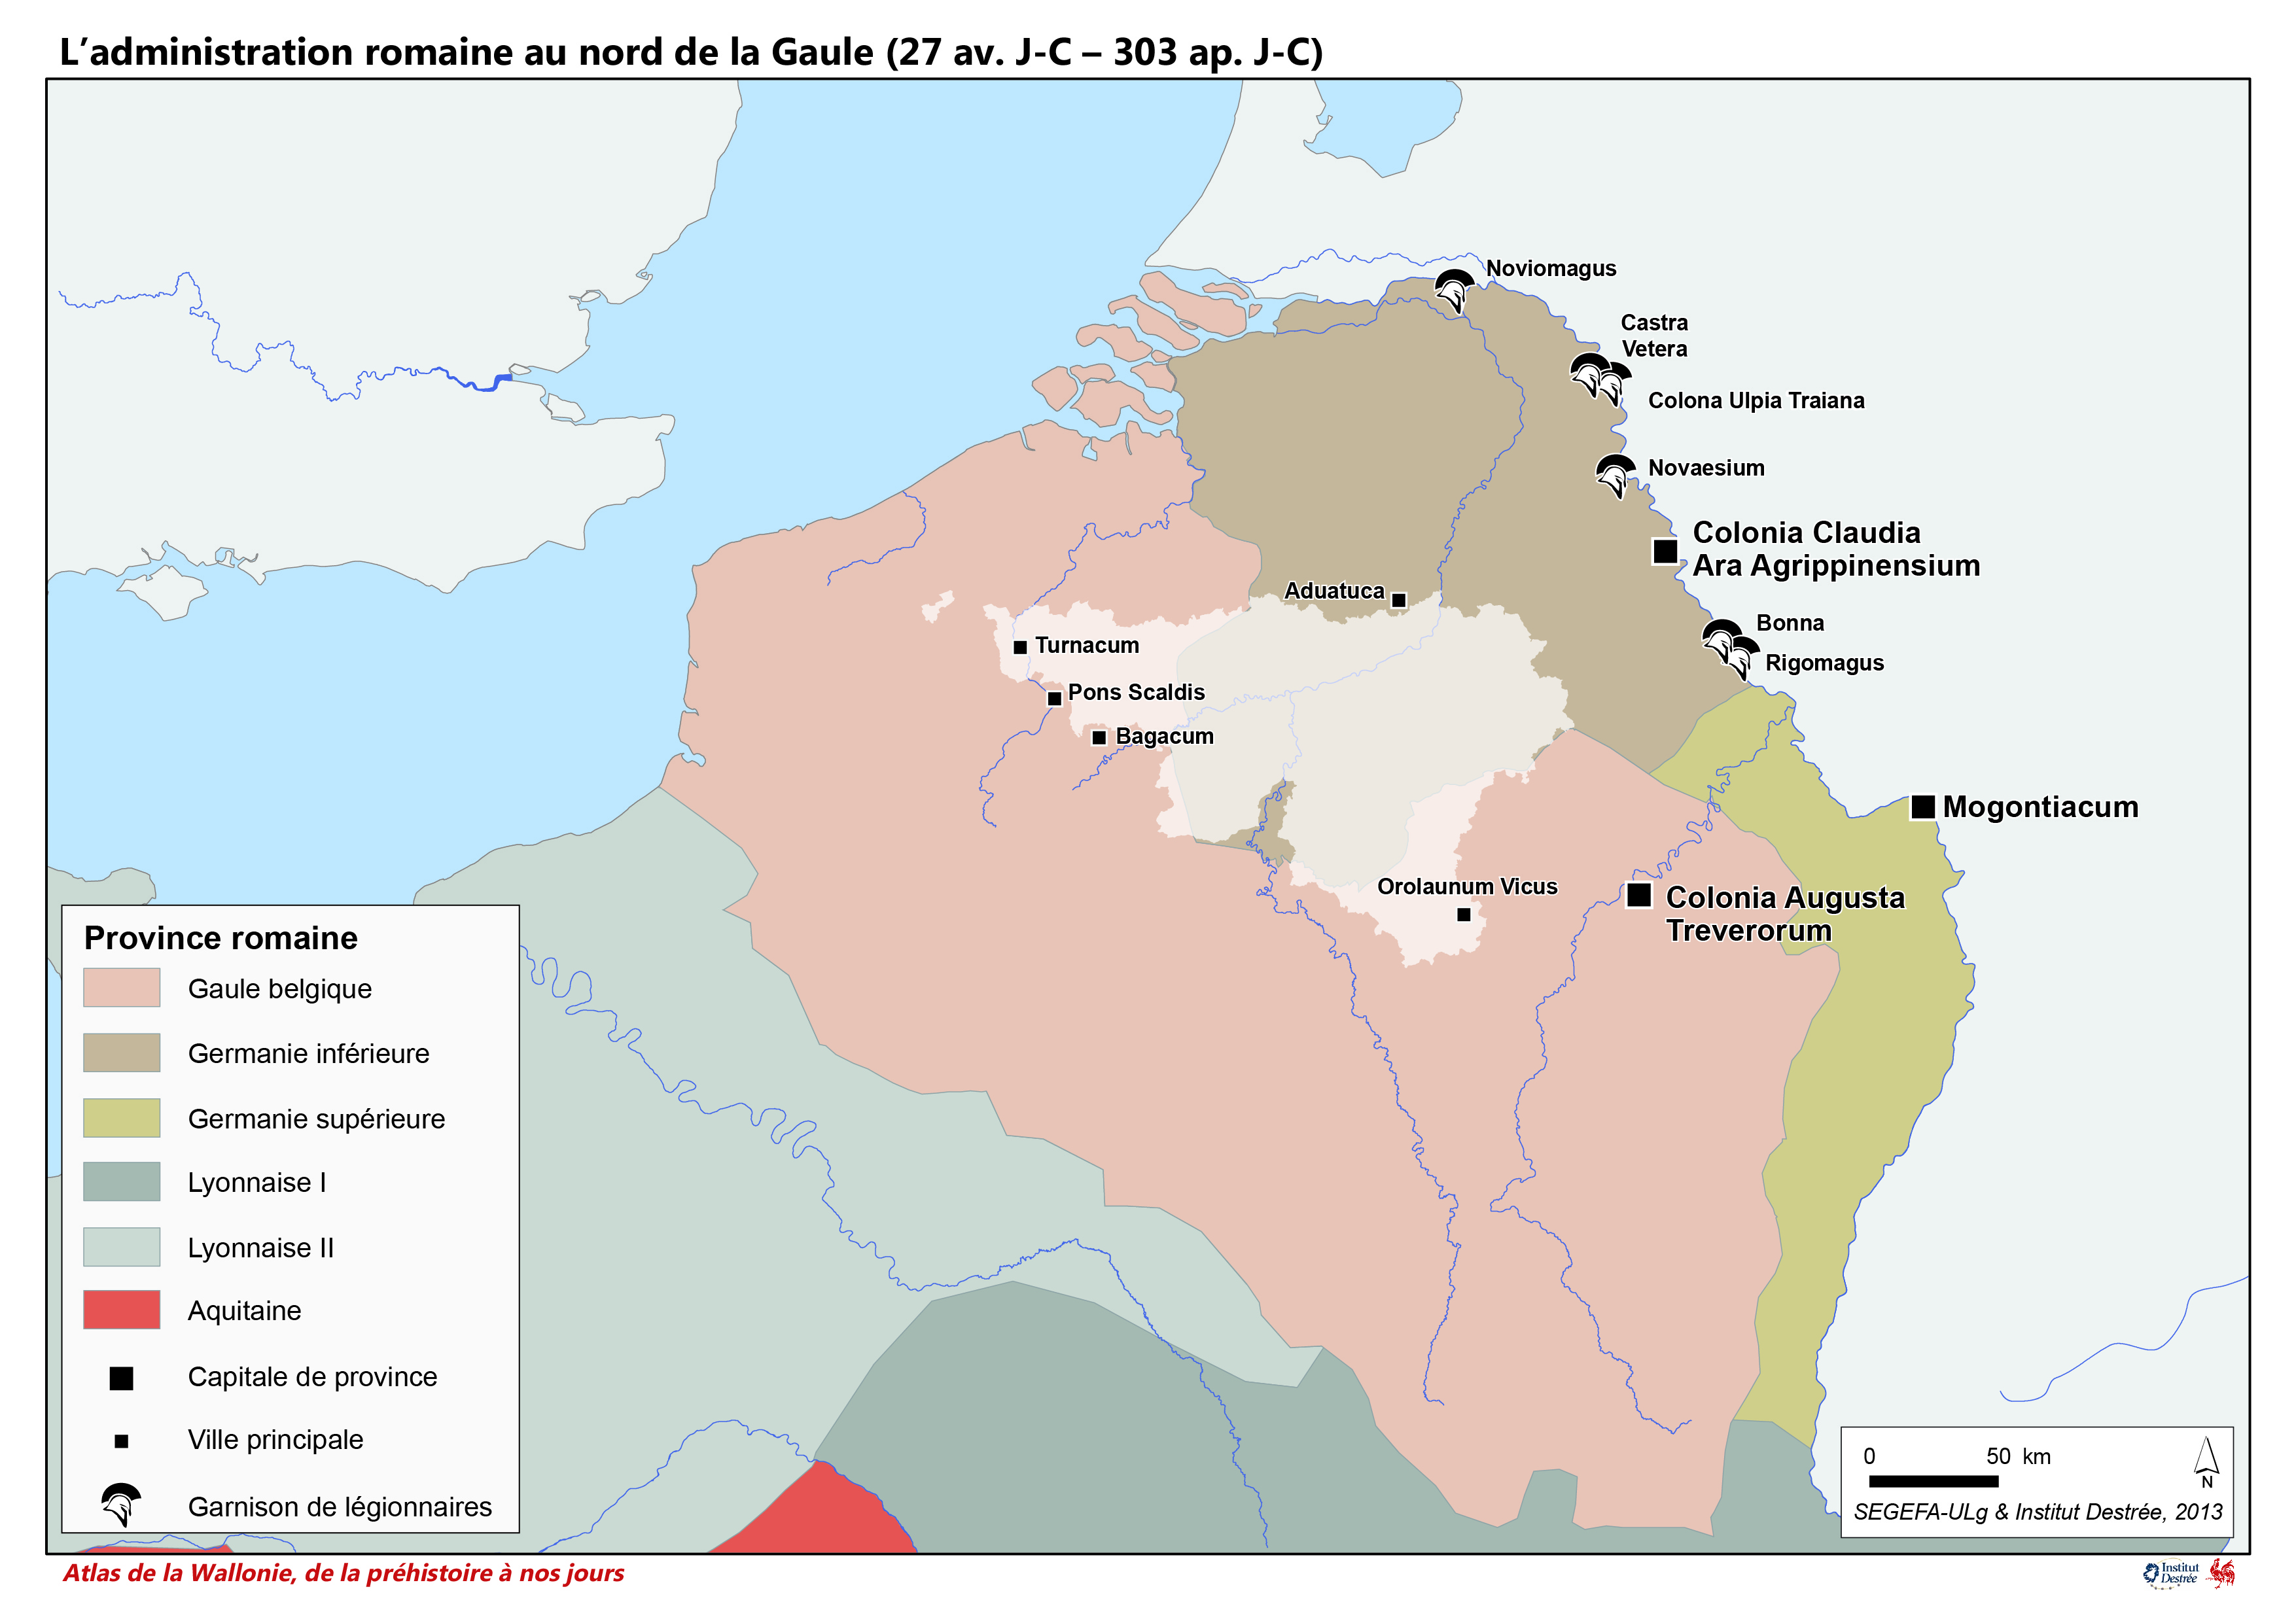 L’administration romaine au nord de la Gaule (27 av. J-C – 303 ap. J-C)
Noviomagus
Castra
Vetera
Colona Ulpia Traiana
Novaesium
Colonia Claudia
Ara Agrippinensium
Aduatuca
Bonna
Turnacum
Rigomagus
Pons Scaldis
Bagacum
Mogontiacum
Orolaunum Vicus
Colonia Augusta
Treverorum
Province romaine
Gaule belgique
Germanie inférieure
Germanie supérieure
Lyonnaise I
Lyonnaise II
Aquitaine
Capitale de province
Ville principale
Garnison de légionnaires
0 50 km
N
SEGEFA-ULg & Institut Destrée, 2013
Atlas de la Wallonie, de la préhistoire à nos jours
Institut
Destrée